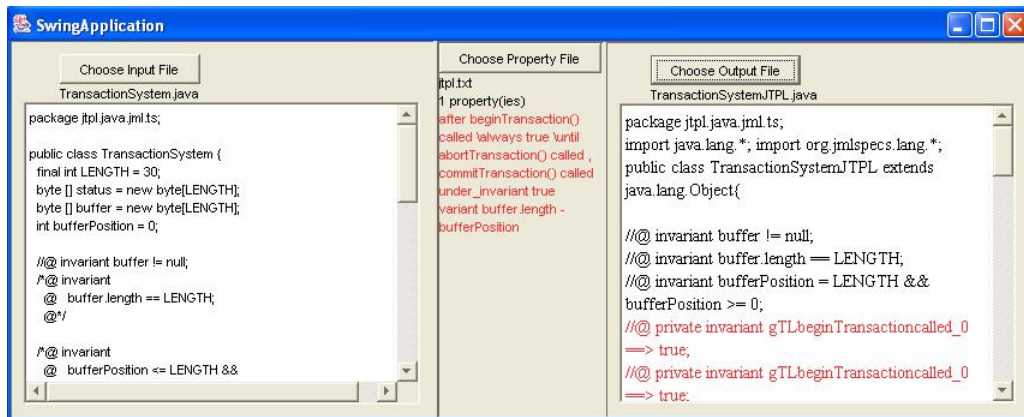 SwingApplication
Choose Input File
TransactionSystem.java
package jtpl.java.jml.ts;
public class TransactionSystem {
final int LENGTH = 30;
byte [] status = new byte[LENGTH];
byte [] buffer = new byte[LENGTH];
int bufferPosition = 0;
//@ invariant buffer != null;
/*@ invariant
@ buffer.length == LENGTH;
@*/
/*@ invariant
@ bufferPosition <= LENGTH &&
Choose Property File
jtpl.txt
1 property(ies)
after beginTransaction()
called \always true \until
abortTransaction() called ,
commitTransaction() called
under_invariant true
variant buffer.length -
bufferPosition
Choose Output File
TransactionSystemJTPL.java
package jtpl.java.jml.ts;
import java.lang.*; import org.jmlspecs.lang.*;
public class TransactionSystemJTPL extends
java.lang.Object{
//@ invariant buffer != null;
//@ invariant buffer.length == LENGTH;
//@ invariant bufferPosition = LENGTH &&
bufferPosition >= 0;
//@ private invariant gTLbeginTransactioncalled_0
==> true;
//@ private invariant gTLbeginTransactioncalled_0
==> true;